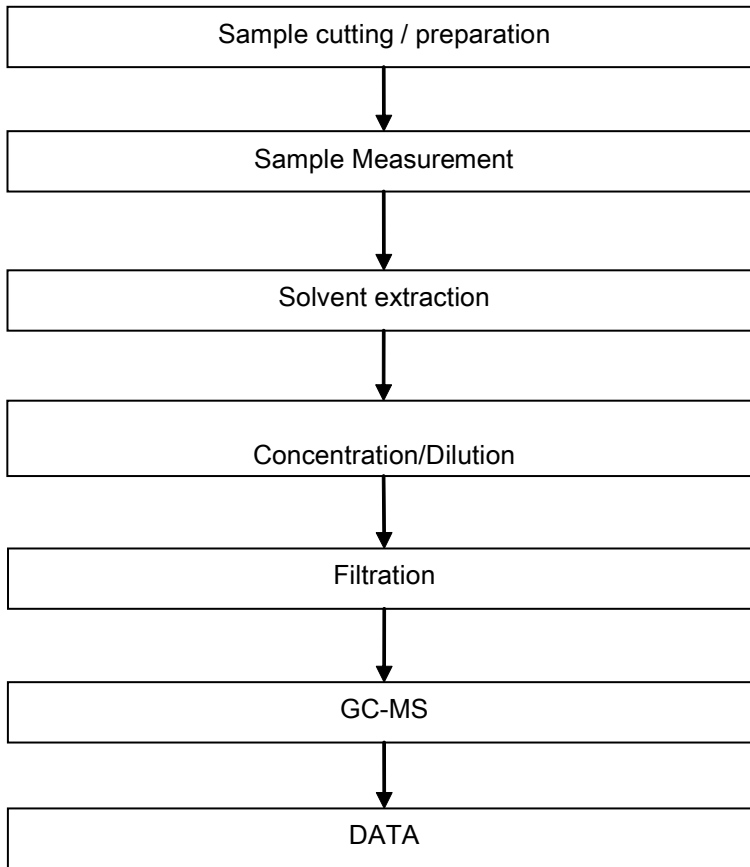 Sample cutting / preparation
Sample Measurement
Solvent extraction
Concentration/Dilution
Filtration
GC-MS
DATA